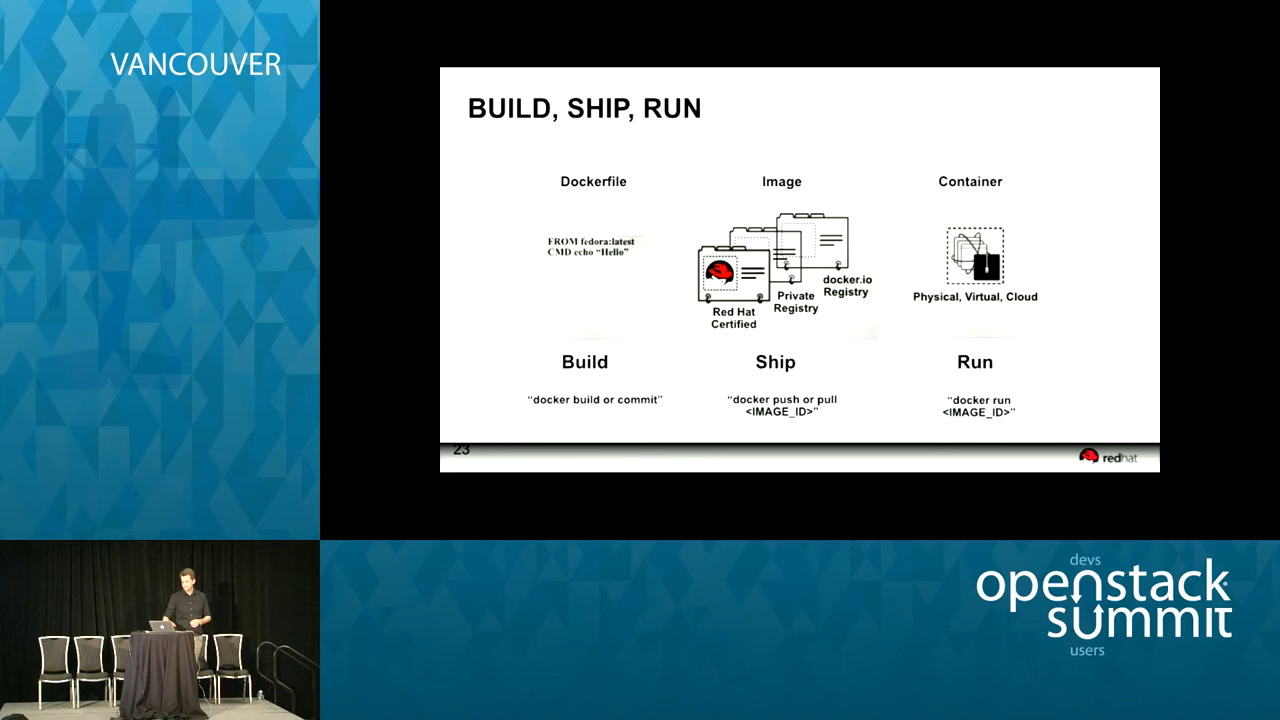 VANCOUVER
BUILD, SHIP, RUN
Dockerfile
Image
Container
FROM fedora:latest
CMD echo “Hello”
docker.io
Registry
Private
Registry
Red Hat
Certified
Physical, Virtual, Cloud
Build
Ship
Run
“docker build or commit”
“docker push or pull
<IMAGE_ID>”
“docker run
<IMAGE_ID>”
23
redhat
devs
openstack
summit
users